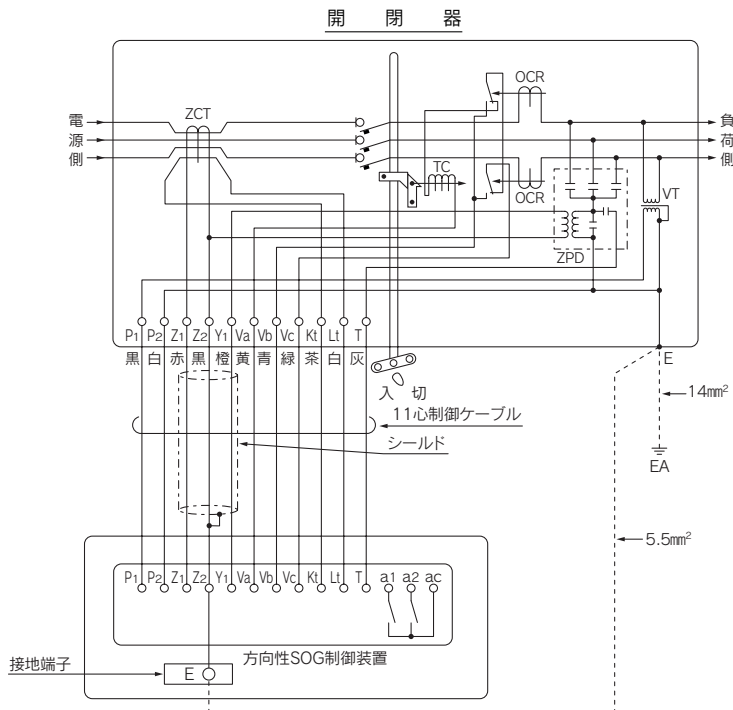 開 閉 器
OCR
ZCT
電
源
側
負
荷
側
TC
OCR
VT
ZPD
P1 P2 Z1 Z2 Y1 Va Vb Vc Kt Lt T
E
黒 白 赤 黒 橙 黄 青 緑 茶 白 灰
入 切
14mm²
11心制御ケーブル
シールド
EA
5.5mm²
P1 P2 Z1 Z2 Y1 Va Vb Vc Kt Lt T a1 a2 ac
方向性SOG制御装置
接地端子
E